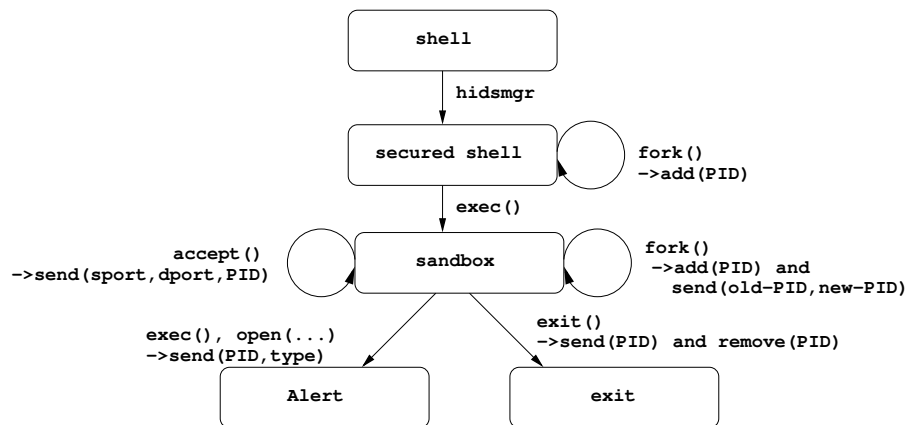 shell
hidsmgr
secured shell
fork()
->add(PID)
exec()
accept()
->send(sport,dport,PID)
sandbox
fork()
->add(PID) and
send(old-PID,new-PID)
exec(), open(...)
->send(PID,type)
exit()
->send(PID) and remove(PID)
Alert
exit